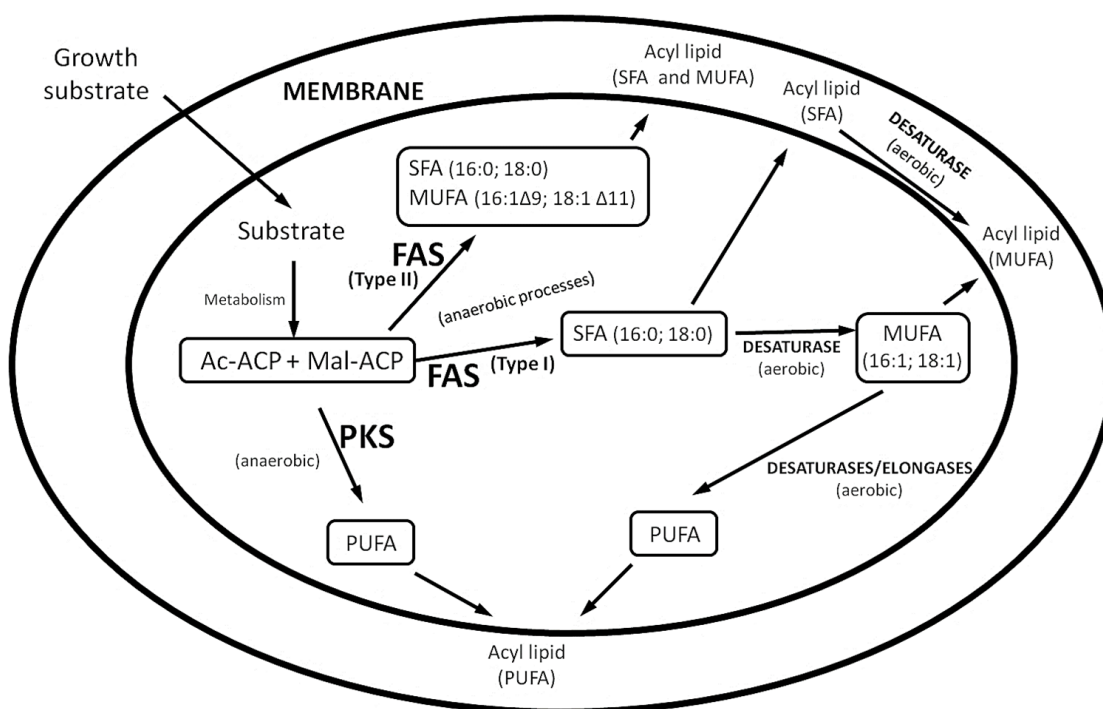 Growth
substrate
MEMBRANE
Acyl lipid
(SFA and MUFA)
Acyl lipid
(SFA)
DESATURASE
(aerobic)
SFA (16:0; 18:0)
MUFA (16:1Δ9; 18:1 Δ11)
Substrate
FAS
(Type II)
Acyl lipid
(MUFA)
Metabolism
(anaerobic processes)
Ac-ACP + Mal-ACP
FAS
(Type I)
SFA (16:0; 18:0)
DESATURASE
(aerobic)
MUFA
(16:1; 18:1)
PKS
(anaerobic)
DESATURASES/ELONGASES
(aerobic)
PUFA
PUFA
Acyl lipid
(PUFA)